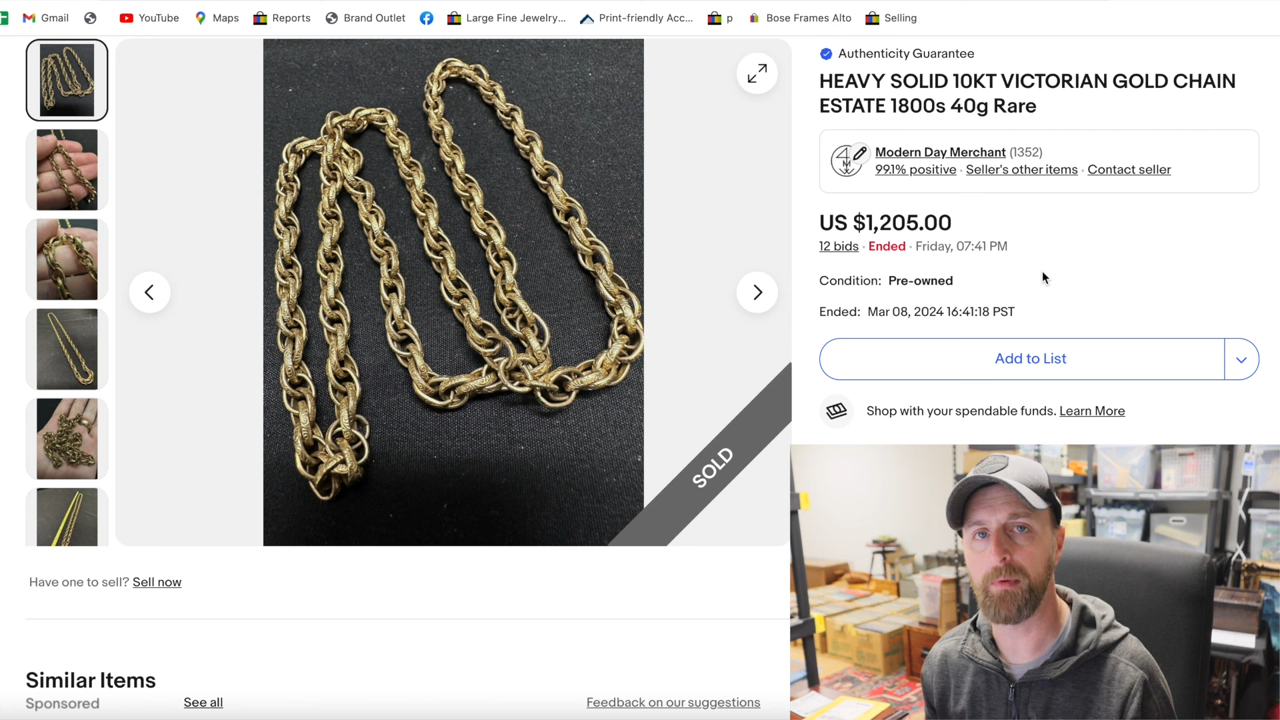 Gmail
YouTube
Maps
Reports
Brand Outlet
Large Fine Jewelry...
Print-friendly Acc...
p
Bose Frames Alto
Selling
Authenticity Guarantee
HEAVY SOLID 10KT VICTORIAN GOLD CHAIN
ESTATE 1800s 40g Rare
Modern Day Merchant (1352)
99.1% positive · Seller's other items · Contact seller
US $1,205.00
12 bids · Ended · Friday, 07:41 PM
Condition: Pre-owned
Ended: Mar 08, 2024 16:41:18 PST
Add to List
Shop with your spendable funds. Learn More
SOLD
Have one to sell? Sell now
Similar Items
Sponsored
See all
Feedback on our suggestions